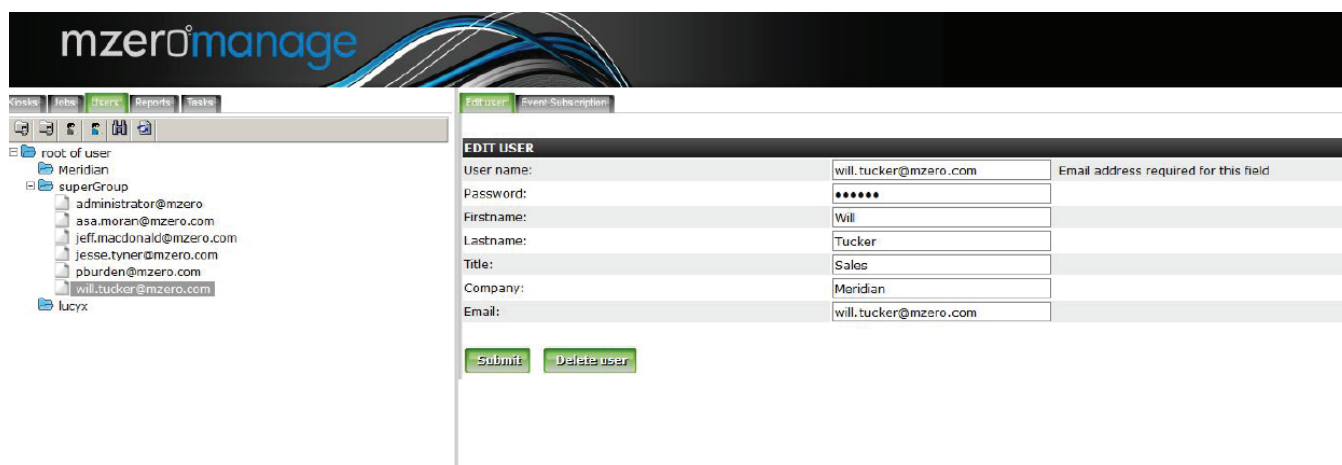 mzeromanage
Kiosks Jobs Users Reports Tasks
root of user
Meridian
superGroup
administrator@mzero
asa.moran@mzero.com
jeff.macdonald@mzero.com
jesse.tyner@mzero.com
pburden@mzero.com
will.tucker@mzero.com
lucyx
Edit user Event Subscription
EDIT USER
User name: will.tucker@mzero.com Email address required for this field
Password: ••••••
Firstname: Will
Lastname: Tucker
Title: Sales
Company: Meridian
Email: will.tucker@mzero.com
Submit Delete user